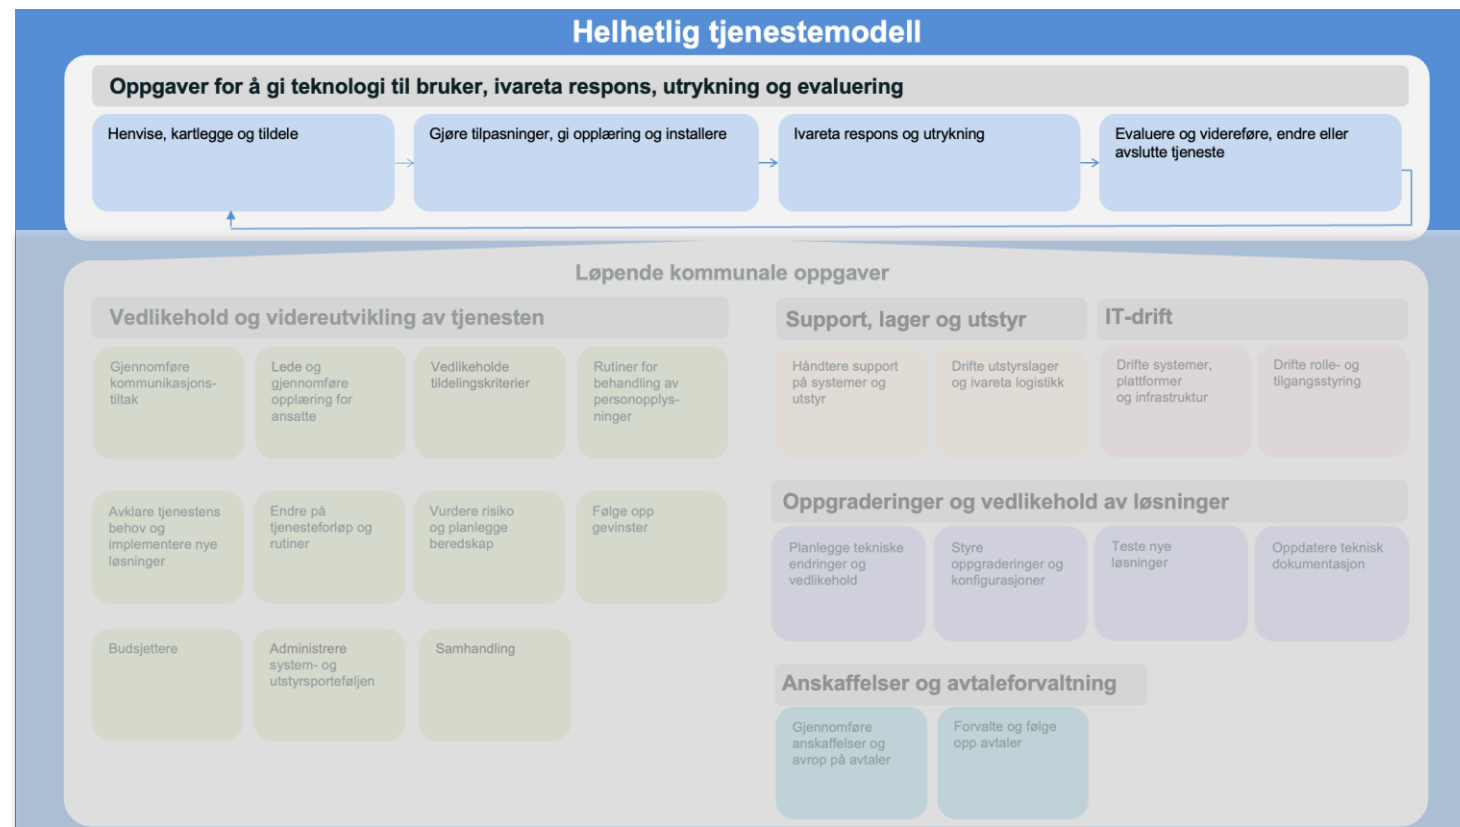 Helhetlig tjenestemodell
Oppgaver for å gi teknologi til bruker, ivareta respons, utrykning og evaluering
Henvise, kartlegge og tildele
Gjøre tilpasninger, gi opplæring og installere
Ivareta respons og utrykning
Evaluere og videreføre, endre eller
avslutte tjeneste
Løpende kommunale oppgaver
Vedlikehold og videreutvikling av tjenesten
Gjennomføre
kommunikasjons-
tiltak
Lede og
gjennomføre
opplæring for
ansatte
Vedlikeholde
tildelingskriterier
Rutiner for
behandling av
personopplys-
ninger
Avklare tjenestens
behov og
implementere nye
løsninger
Endre på
tjenesteforløp og
rutiner
Vurdere risiko
og planlegge
beredskap
Følge opp
gevinster
Budsjettere
Administrere
system- og
utstyrsporteføljen
Samhandling
Support, lager og utstyr
Håndtere support
på systemer og
utstyr
Drifte utstyrslager
og ivareta logistikk
IT-drift
Drifte systemer,
plattformer
og infrastruktur
Drifte rolle- og
tilgangsstyring
Oppgraderinger og vedlikehold av løsninger
Planlegge tekniske
endringer og
vedlikehold
Styre
oppgraderinger og
konfigurasjoner
Teste nye
løsninger
Oppdatere teknisk
dokumentasjon
Anskaffelser og avtaleforvaltning
Gjennomføre
anskaffelser og
avrop på avtaler
Forvalte og følge
opp avtaler